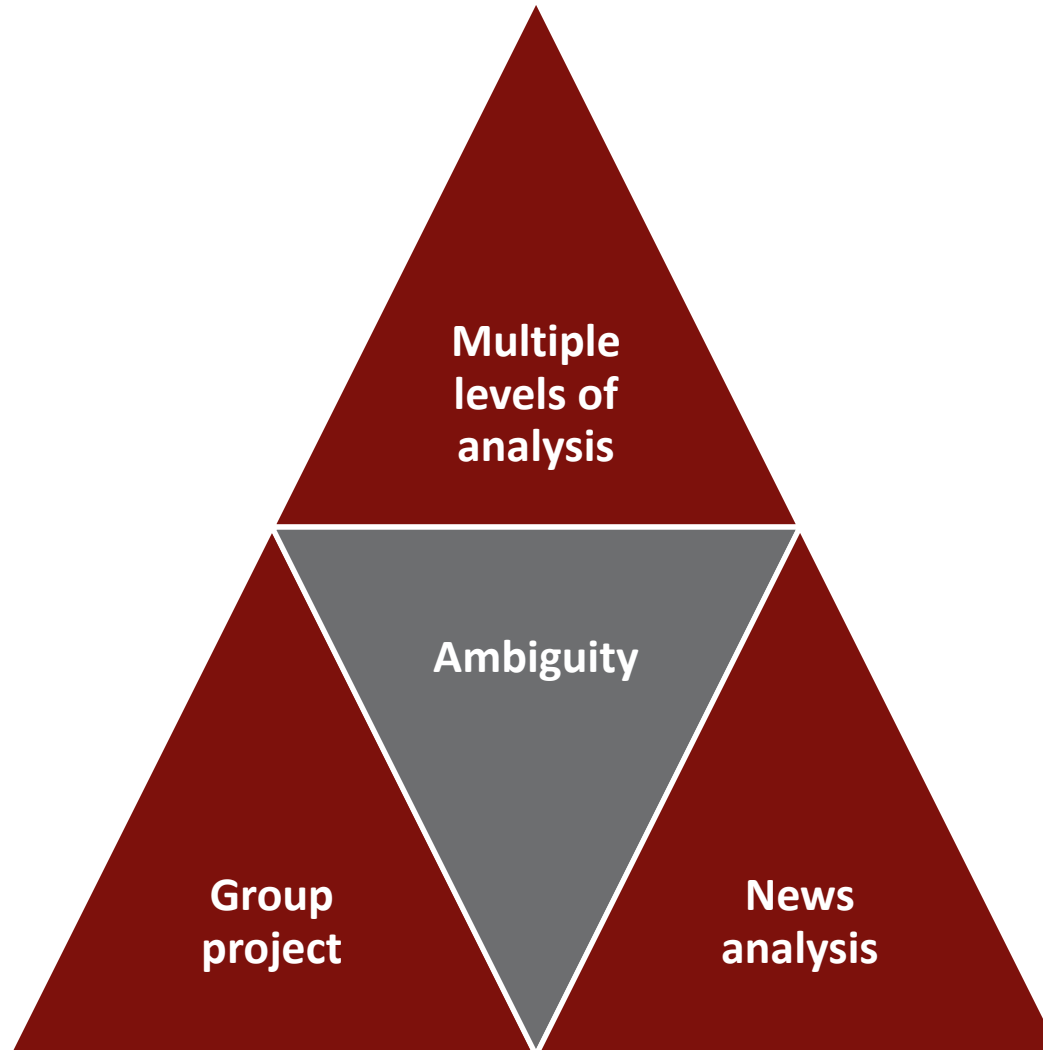 Multiple
levels of
analysis
Ambiguity
Group
project
News
analysis